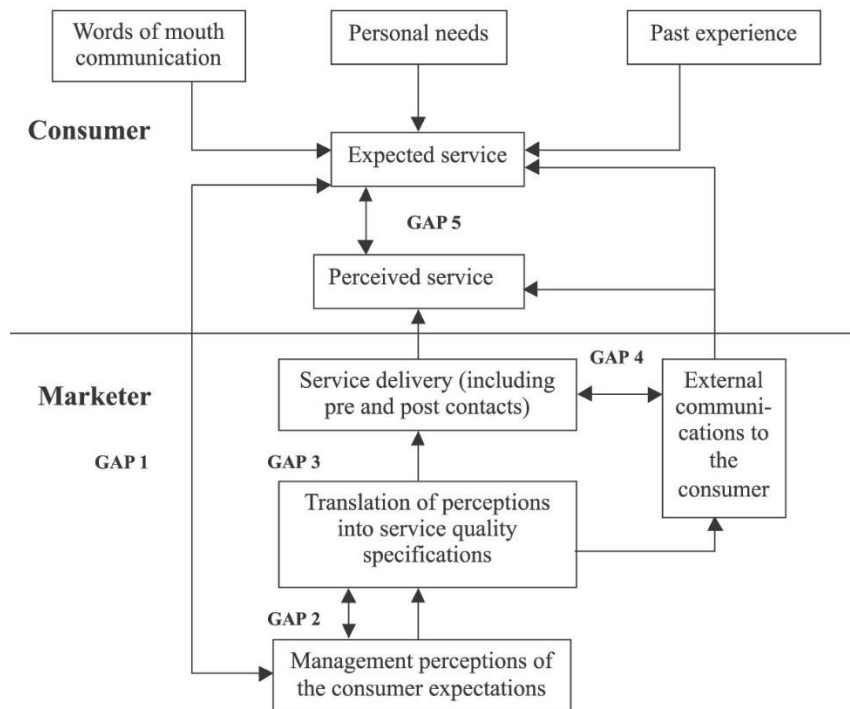 Words of mouth
communication
Personal needs
Past experience
Consumer
Expected service
GAP 5
Perceived service
Marketer
Service delivery (including
pre and post contacts)
GAP 4
External
communi-
cations to
the
consumer
GAP 1
GAP 3
Translation of perceptions
into service quality
specifications
GAP 2
Management perceptions of
the consumer expectations